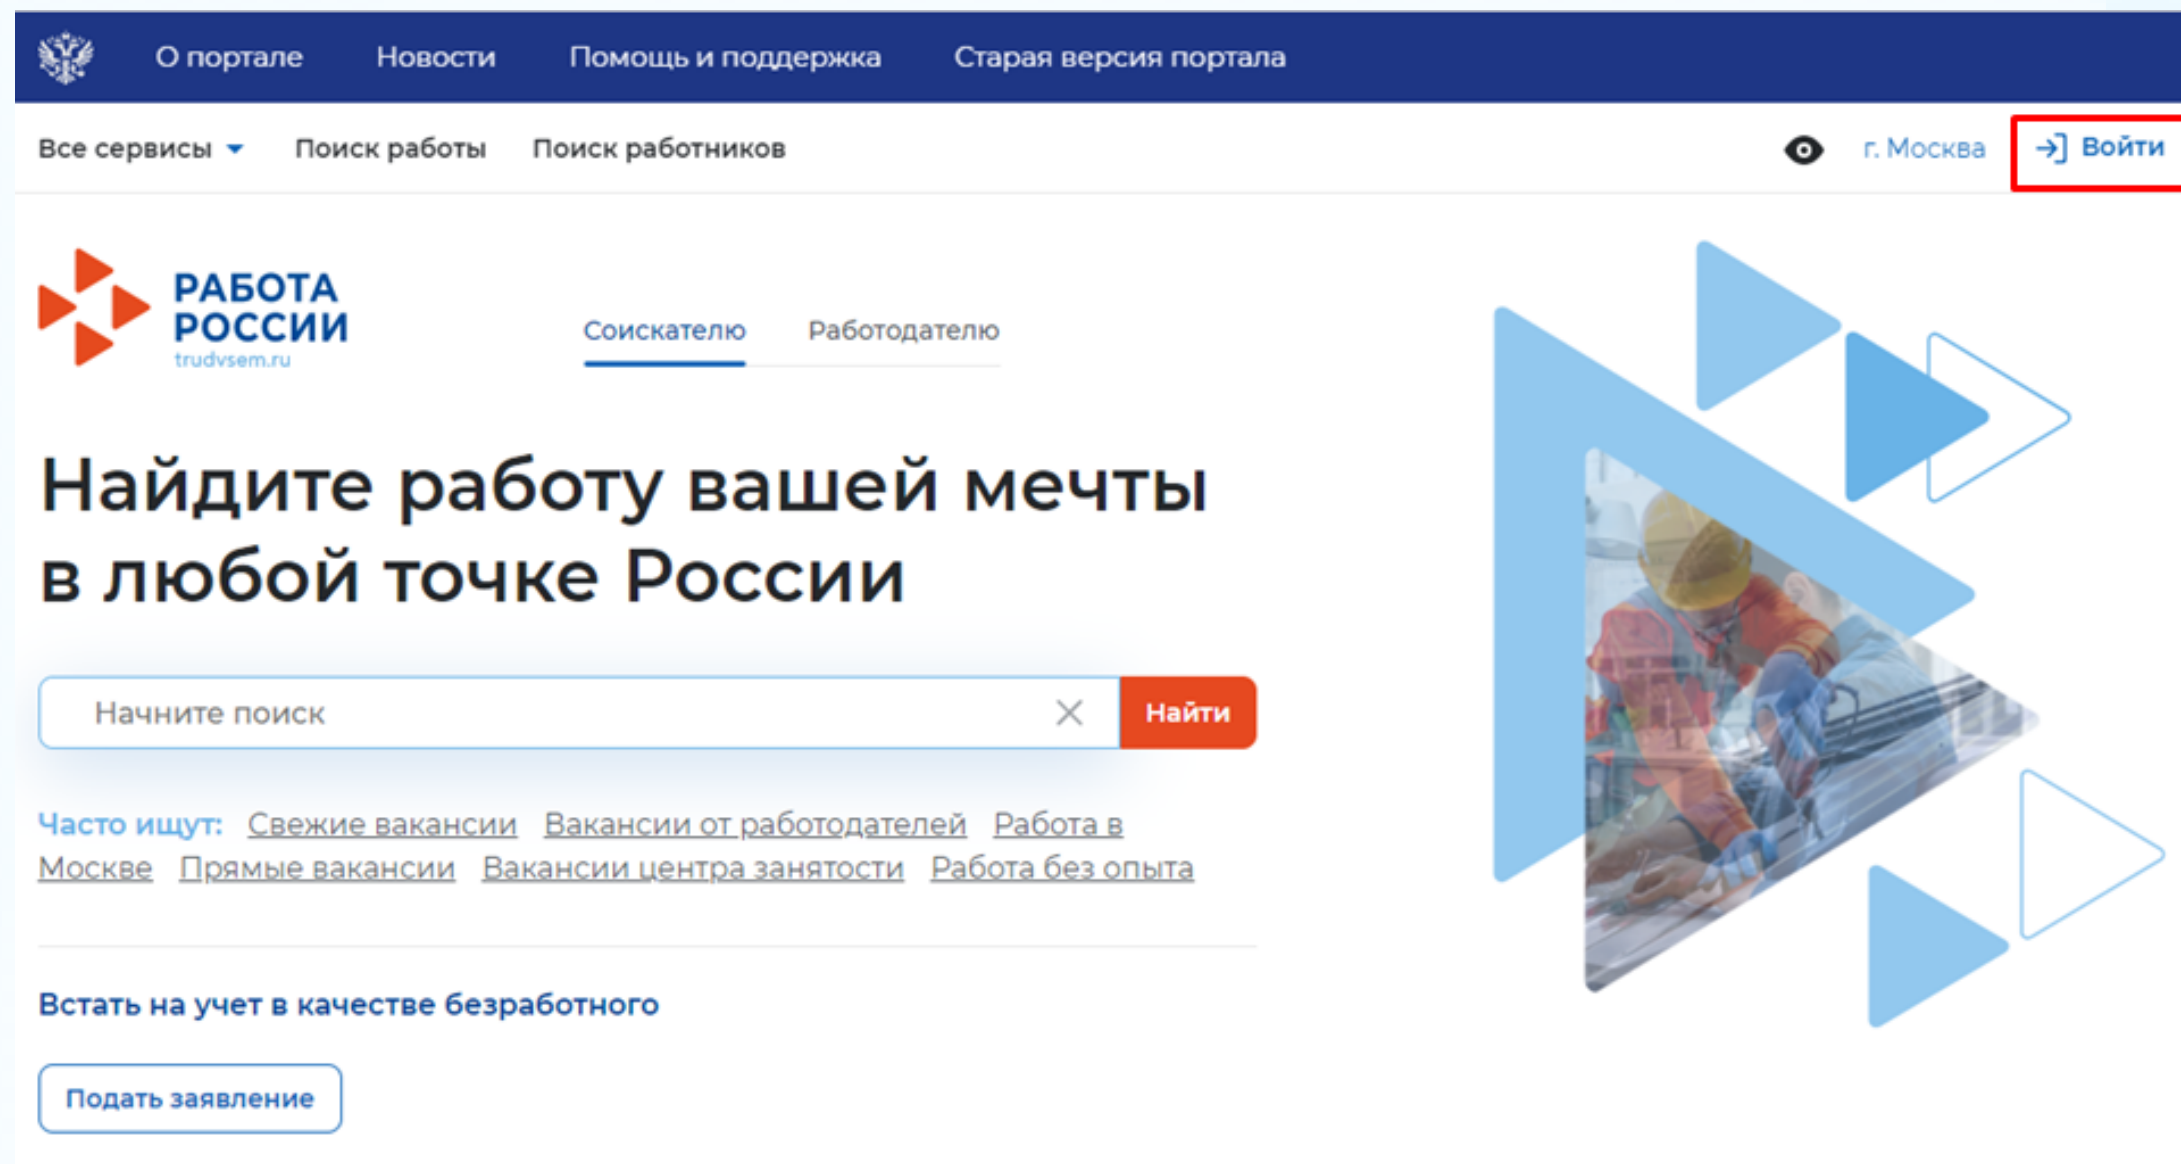 О портале Новости Помощь и поддержка Старая версия портала
Все сервисы Поиск работы Поиск работников г. Москва Войти
РАБОТА
РОССИИ
trudvsem.ru
Соискателю Работодателю
Найдите работу вашей мечты
в любой точке России
Начните поиск Найти
Часто ищут: Свежие вакансии Вакансии от работодателей Работа в
Москве Прямые вакансии Вакансии центра занятости Работа без опыта
Встать на учет в качестве безработного
Подать заявление